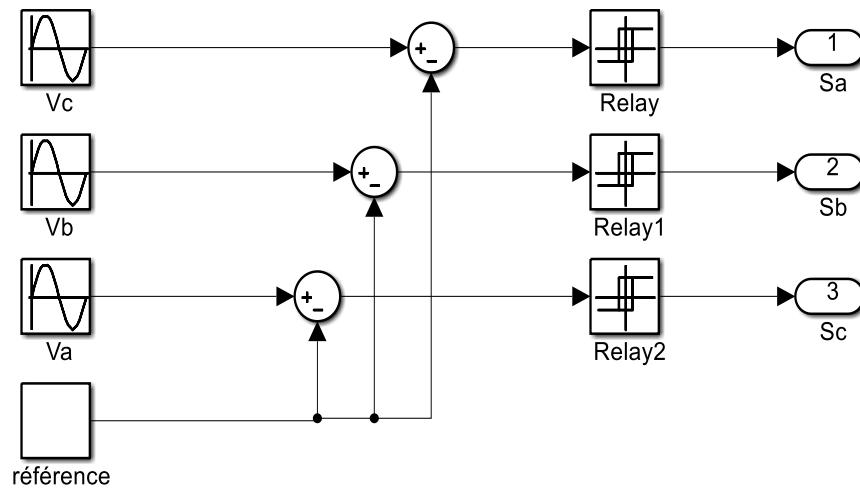 1
Vc
Relay
Sa
2
Vb
Relay1
Sb
3
Va
Relay2
Sc
référence